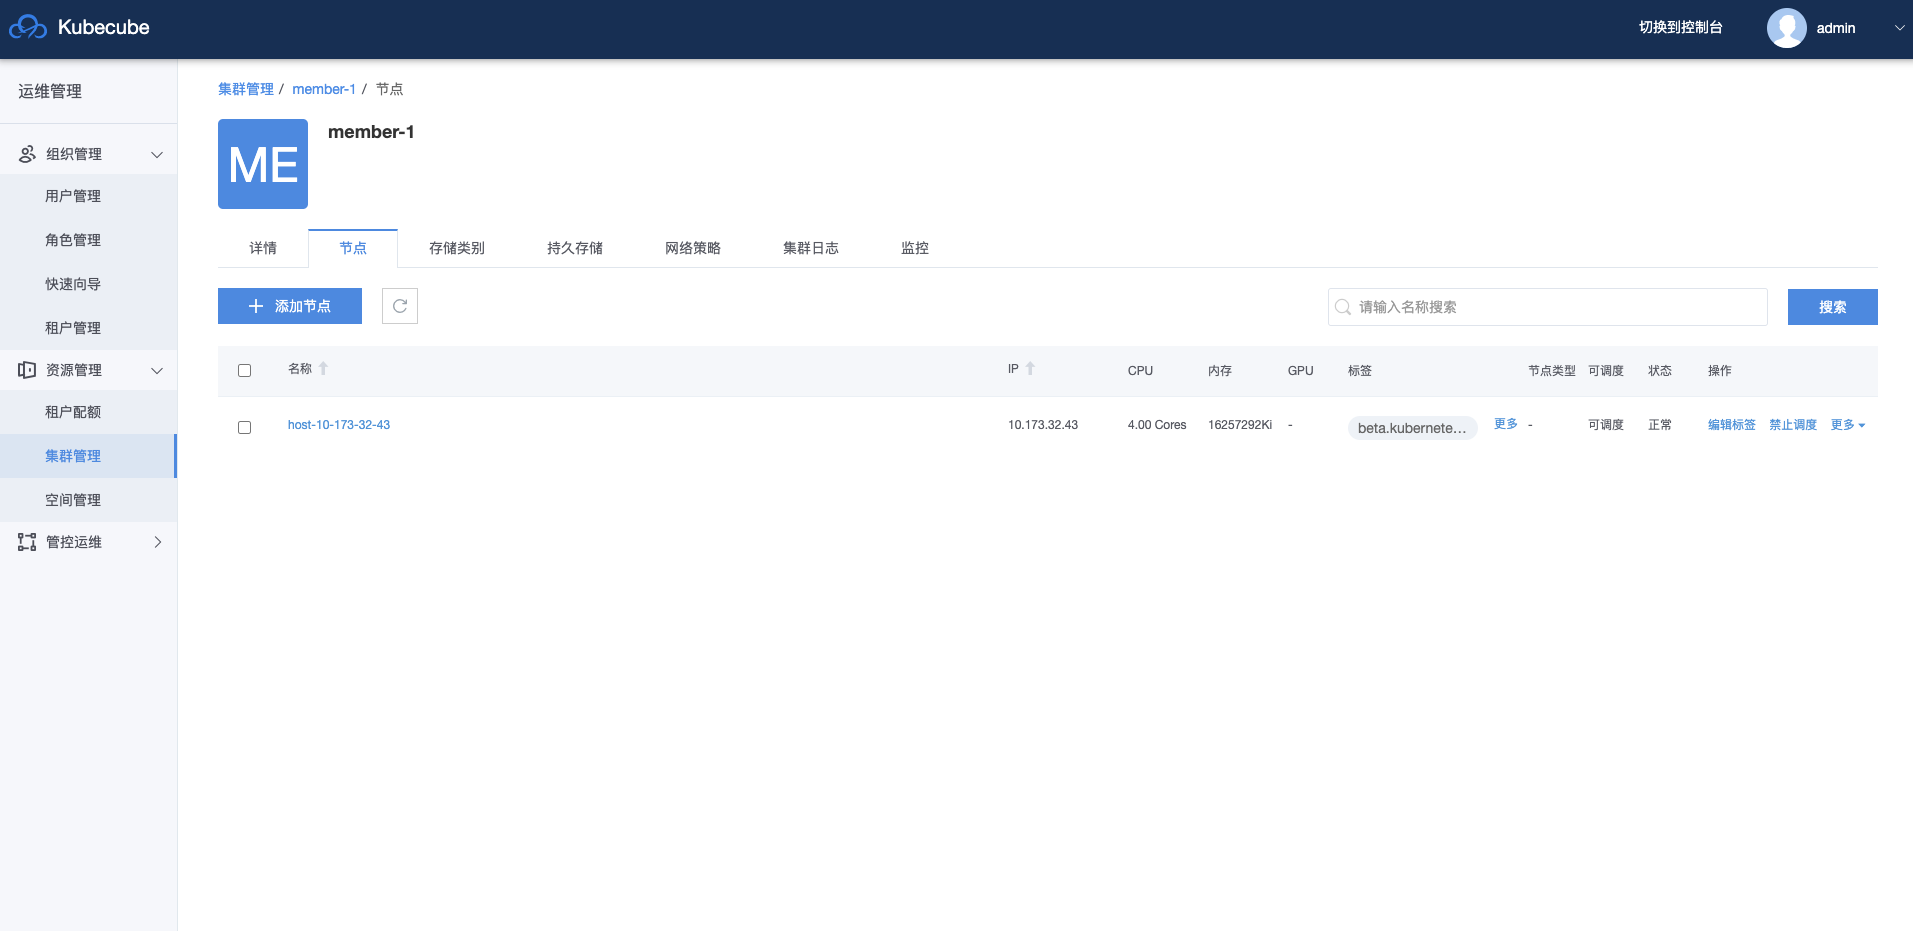 Kubecube
切换到控制台
admin
运维管理
组织管理
用户管理
角色管理
快速向导
租户管理
资源管理
租户配额
集群管理
空间管理
管控运维
集群管理 / member-1 / 节点
ME
member-1
详情 节点 存储类别 持久存储 网络策略 集群日志 监控
添加节点
请输入名称搜索
搜索
名称 IP CPU 内存 GPU 标签 节点类型 可调度 状态 操作
host-10-173-32-43 10.173.32.43 4.00 Cores 16257292Ki - beta.kubernete... 更多 - 可调度 正常 编辑标签 禁止调度 更多